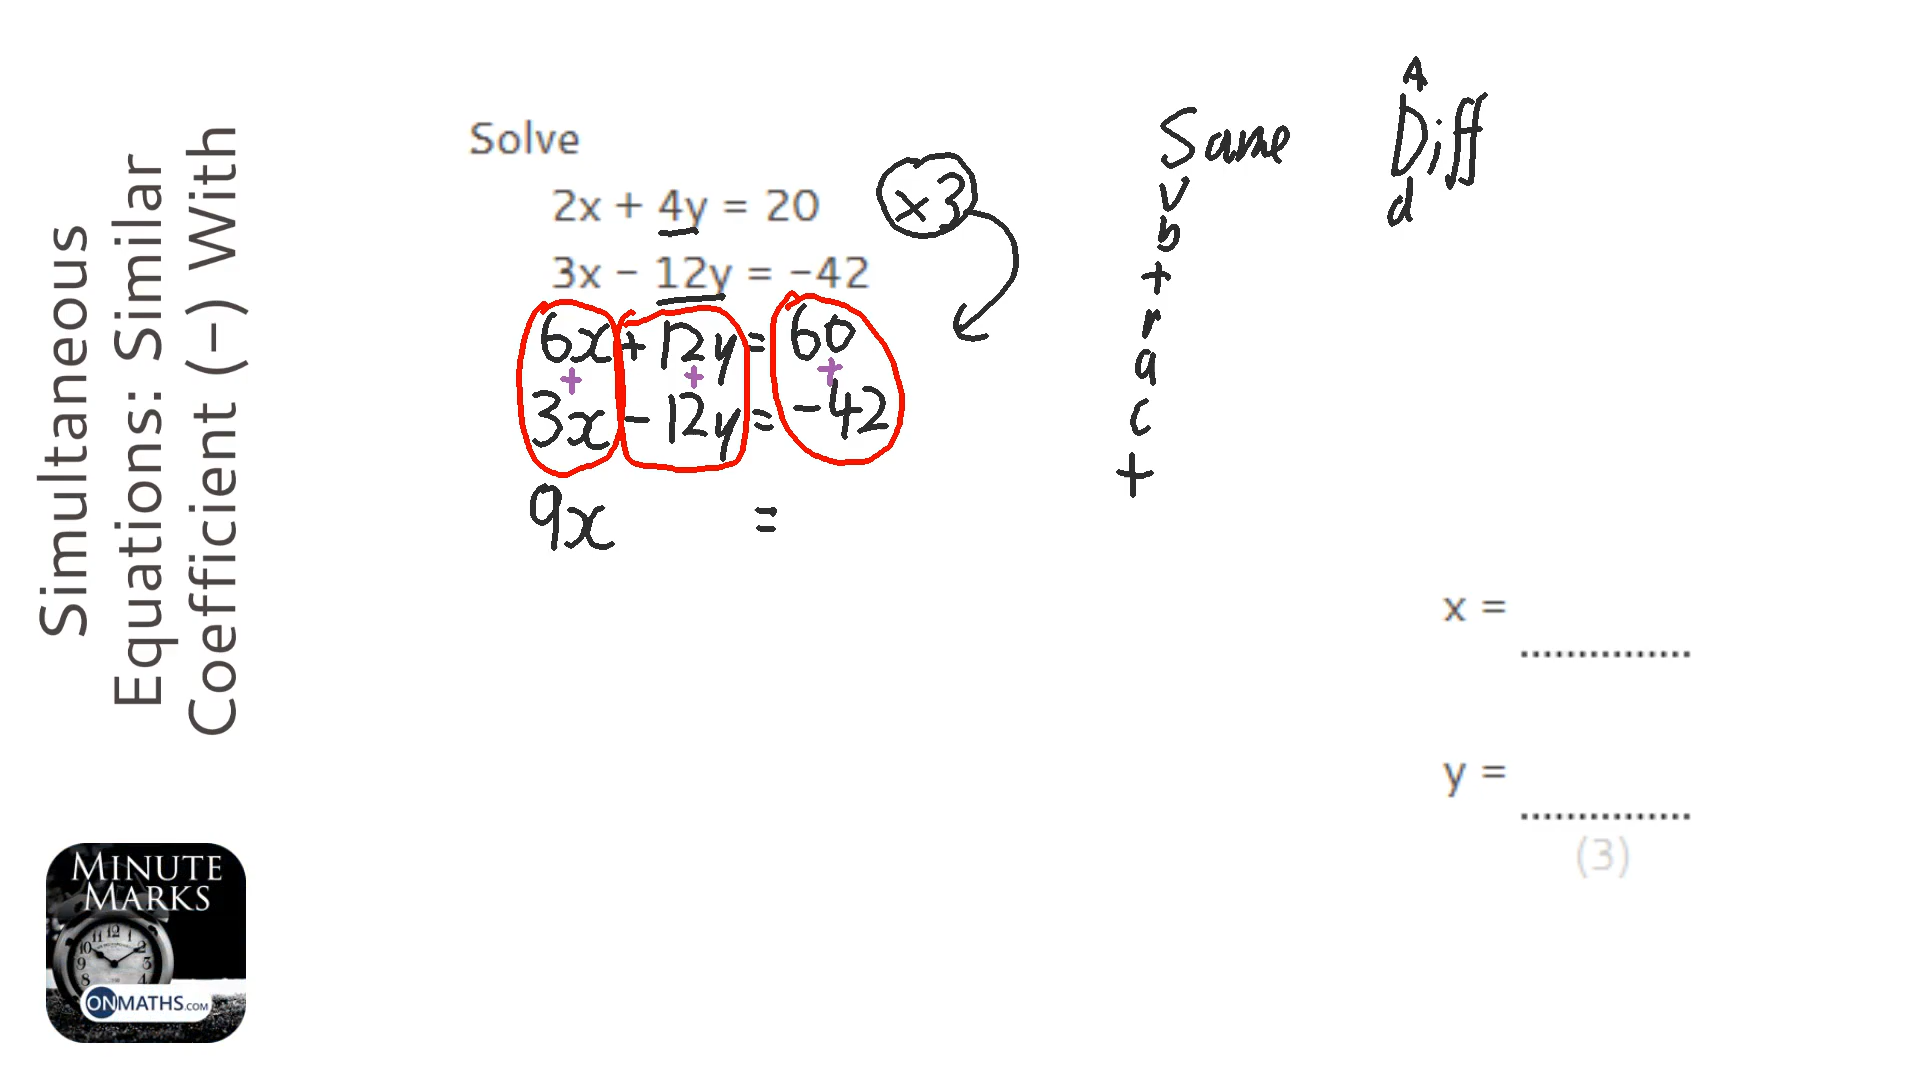 Simultaneous
Equations: Similar
Coefficient (-) With
Solve
2x + 4y = 20
3x - 12y = -42
x3
6x + 12y = 60
+ + +
3x - 12y = -42
9x =
Same
v
b
t
r
a
c
t
A
Diff
d
x =
...............
y =
...............
(3)
MINUTE
MARKS
ONMATHS.COM